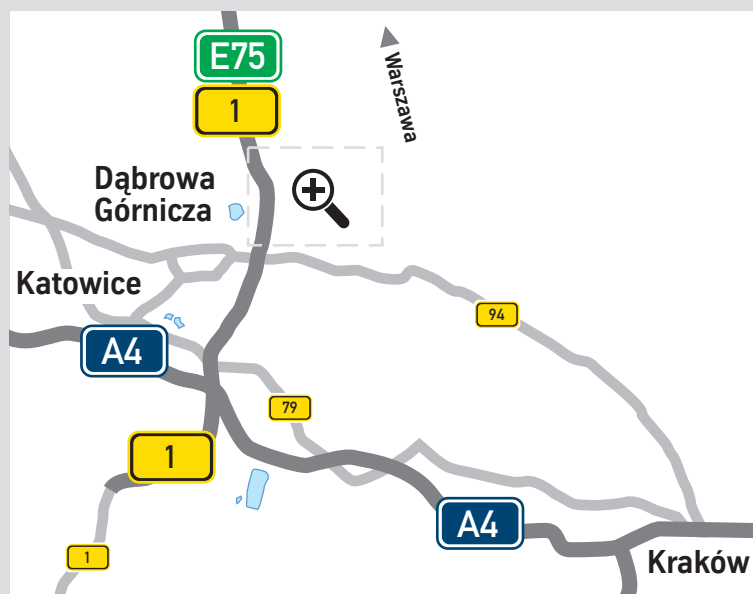 E75
1
Warszawa
Dąbrowa
Górnicza
Katowice
94
A4
79
1
A4
1
Kraków